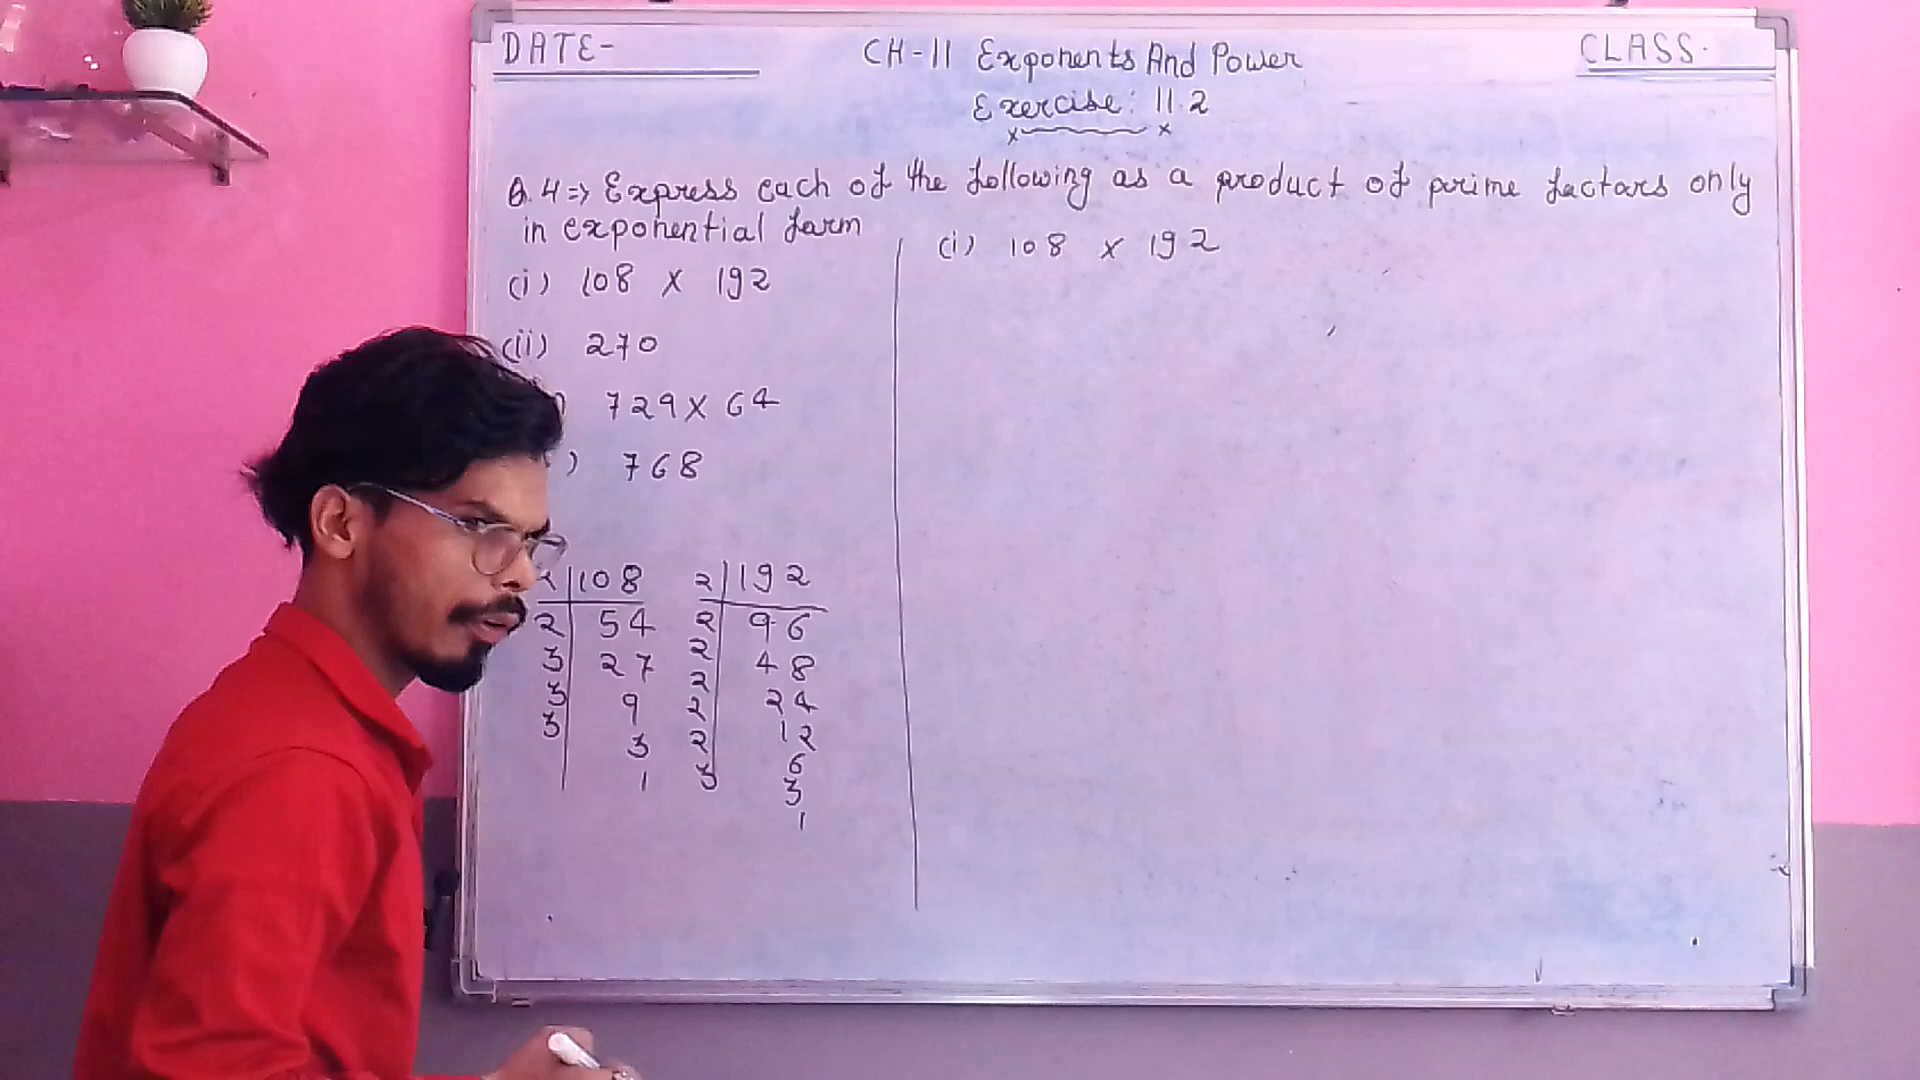 DATE-
CH-11 Exponents And Power
CLASS.
Exercise: 11.2
Q.4=> Express each of the following as a product of prime factors only
in exponential form
(i) 108 x 192
(ii) 270
) 729 x 64
) 768
2|108
2 54
3 27
3 9
3 3
1
2|192
2 96
2 48
2 24
2 12
2 6
3 3
1
(i) 108 x 192